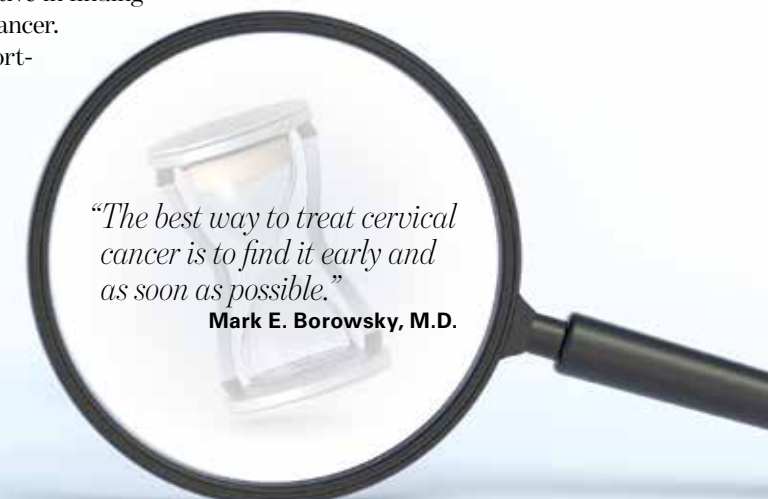 ancer.
ort-
“The best way to treat cervical
cancer is to find it early and
as soon as possible.”
Mark E. Borowsky, M.D.